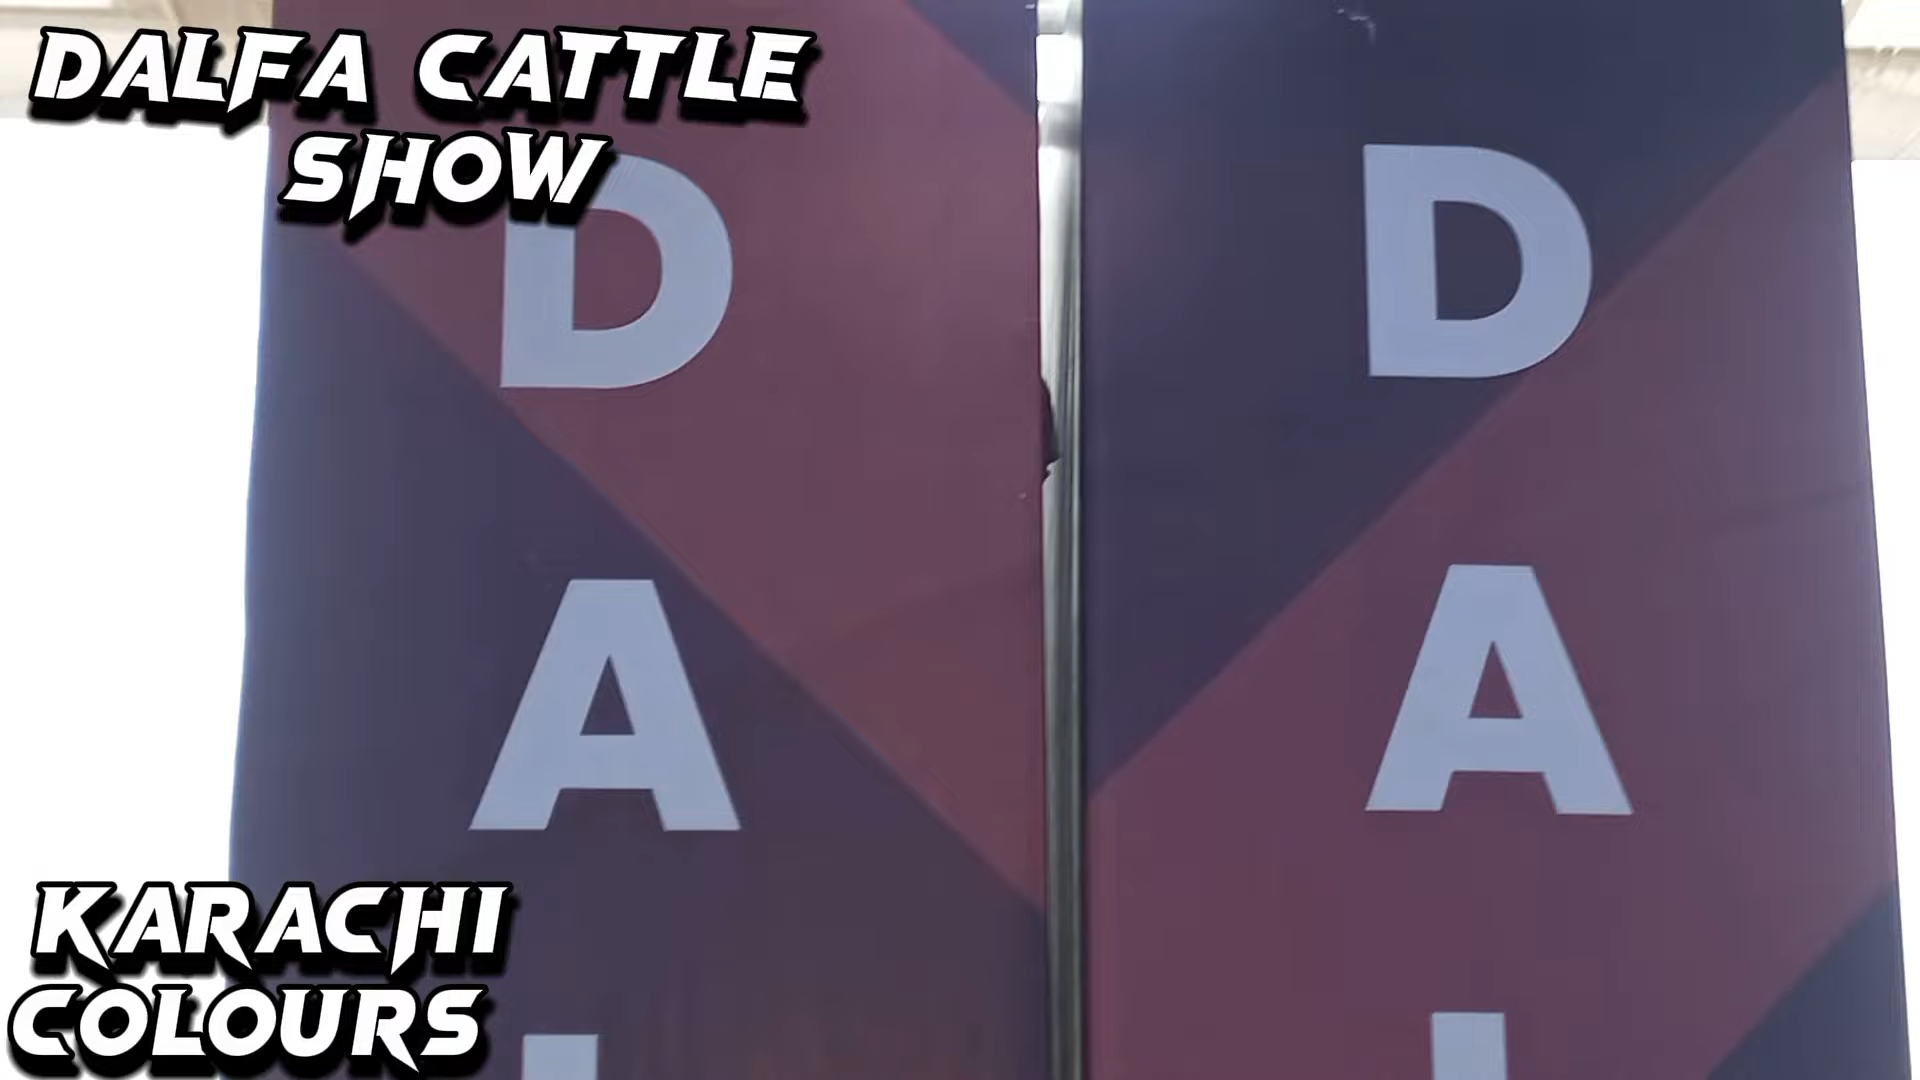 DALFA CATTLE
SHOW
D
A
D
A
KARACHI
COLOURS